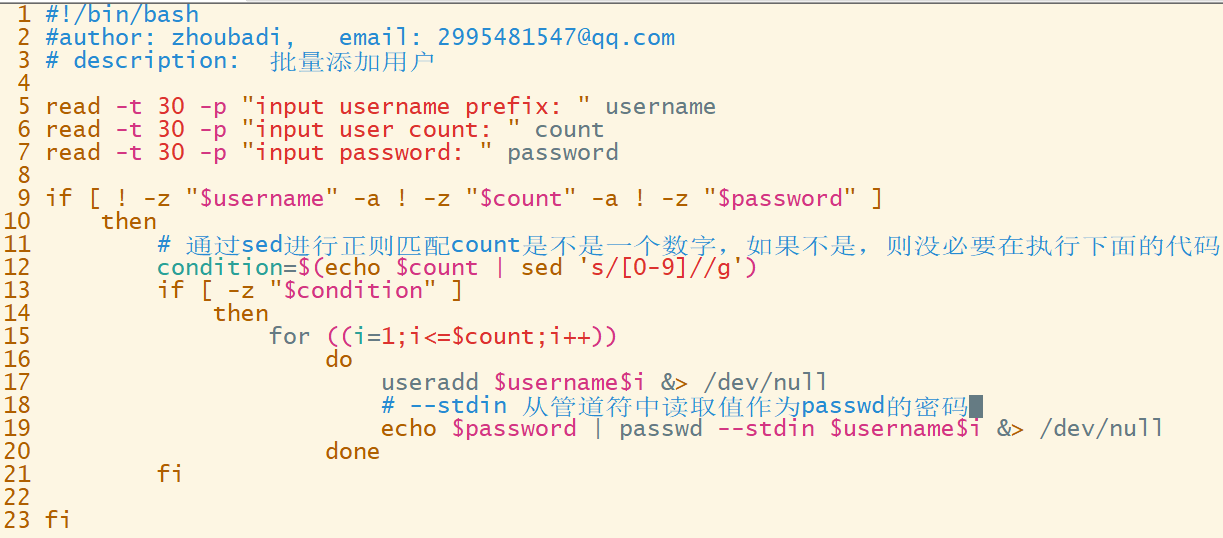 1 #!/bin/bash
2 #author: zhoubadi,   email: 2995481547@qq.com
3 # description:  批量添加用户
4
5 read -t 30 -p "input username prefix: " username
6 read -t 30 -p "input user count: " count
7 read -t 30 -p "input password: " password
8
9 if [ ! -z "$username" -a ! -z "$count" -a ! -z "$password" ]
10     then
11         # 通过sed进行正则匹配count是不是一个数字，如果不是，则没必要在执行下面的代码
12         condition=$(echo $count | sed 's/[0-9]//g')
13         if [ -z "$condition" ]
14             then
15                 for ((i=1;i<=$count;i++))
16                     do
17                         useradd $username$i &> /dev/null
18                         # --stdin 从管道符中读取值作为passwd的密码
19                         echo $password | passwd --stdin $username$i &> /dev/null
20                     done
21         fi
22
23 fi